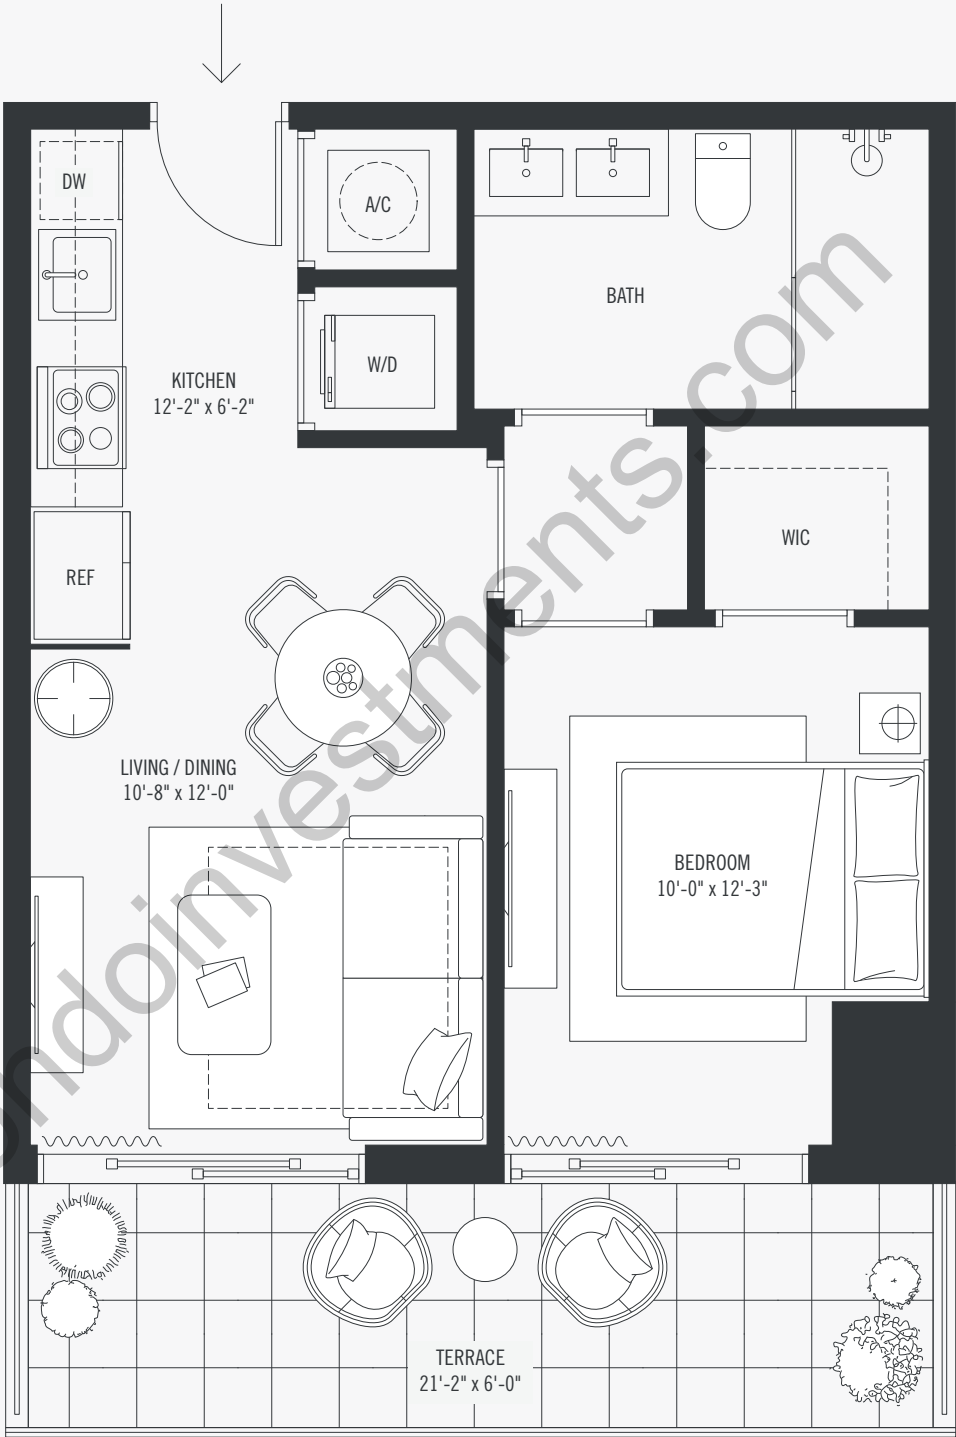 DW
A/C
BATH
W/D
KITCHEN
12'-2" x 6'-2"
WIC
REF
LIVING / DINING
10'-8" x 12'-0"
BEDROOM
10'-0" x 12'-3"
TERRACE
21'-2" x 6'-0"
ondoinvestments.com